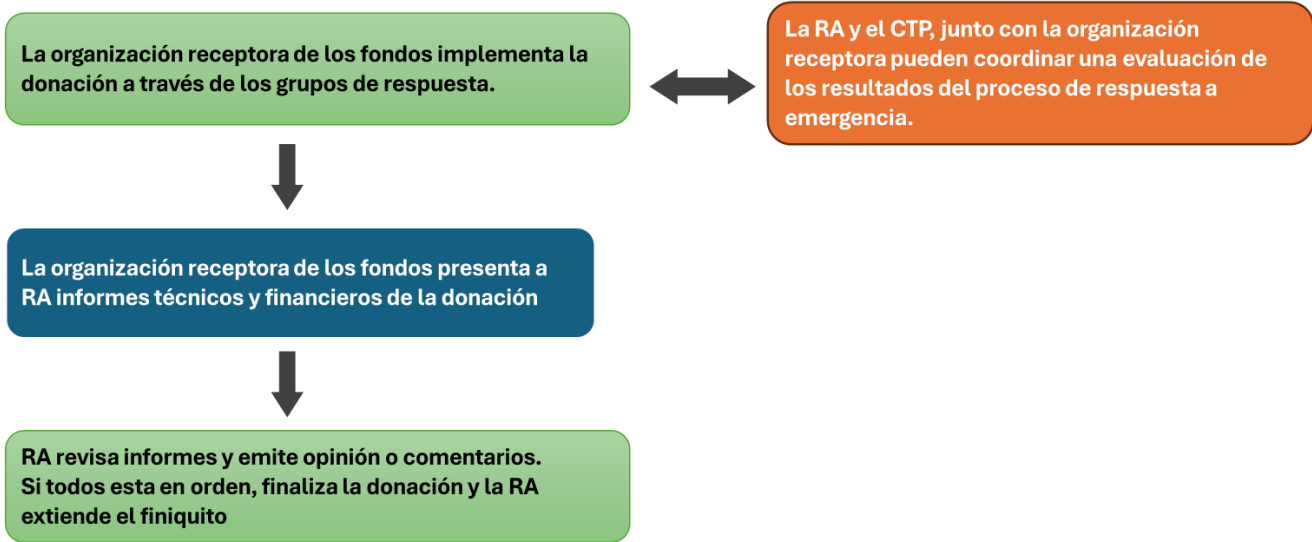 La organización receptora de los fondos implementa la
donación a través de los grupos de respuesta.
La RA y el CTP, junto con la organización
receptora pueden coordinar una evaluación de
los resultados del proceso de respuesta a
emergencia.
La organización receptora de los fondos presenta a
RA informes técnicos y financieros de la donación
RA revisa informes y emite opinión o comentarios.
Si todos esta en orden, finaliza la donación y la RA
extiende el finiquito